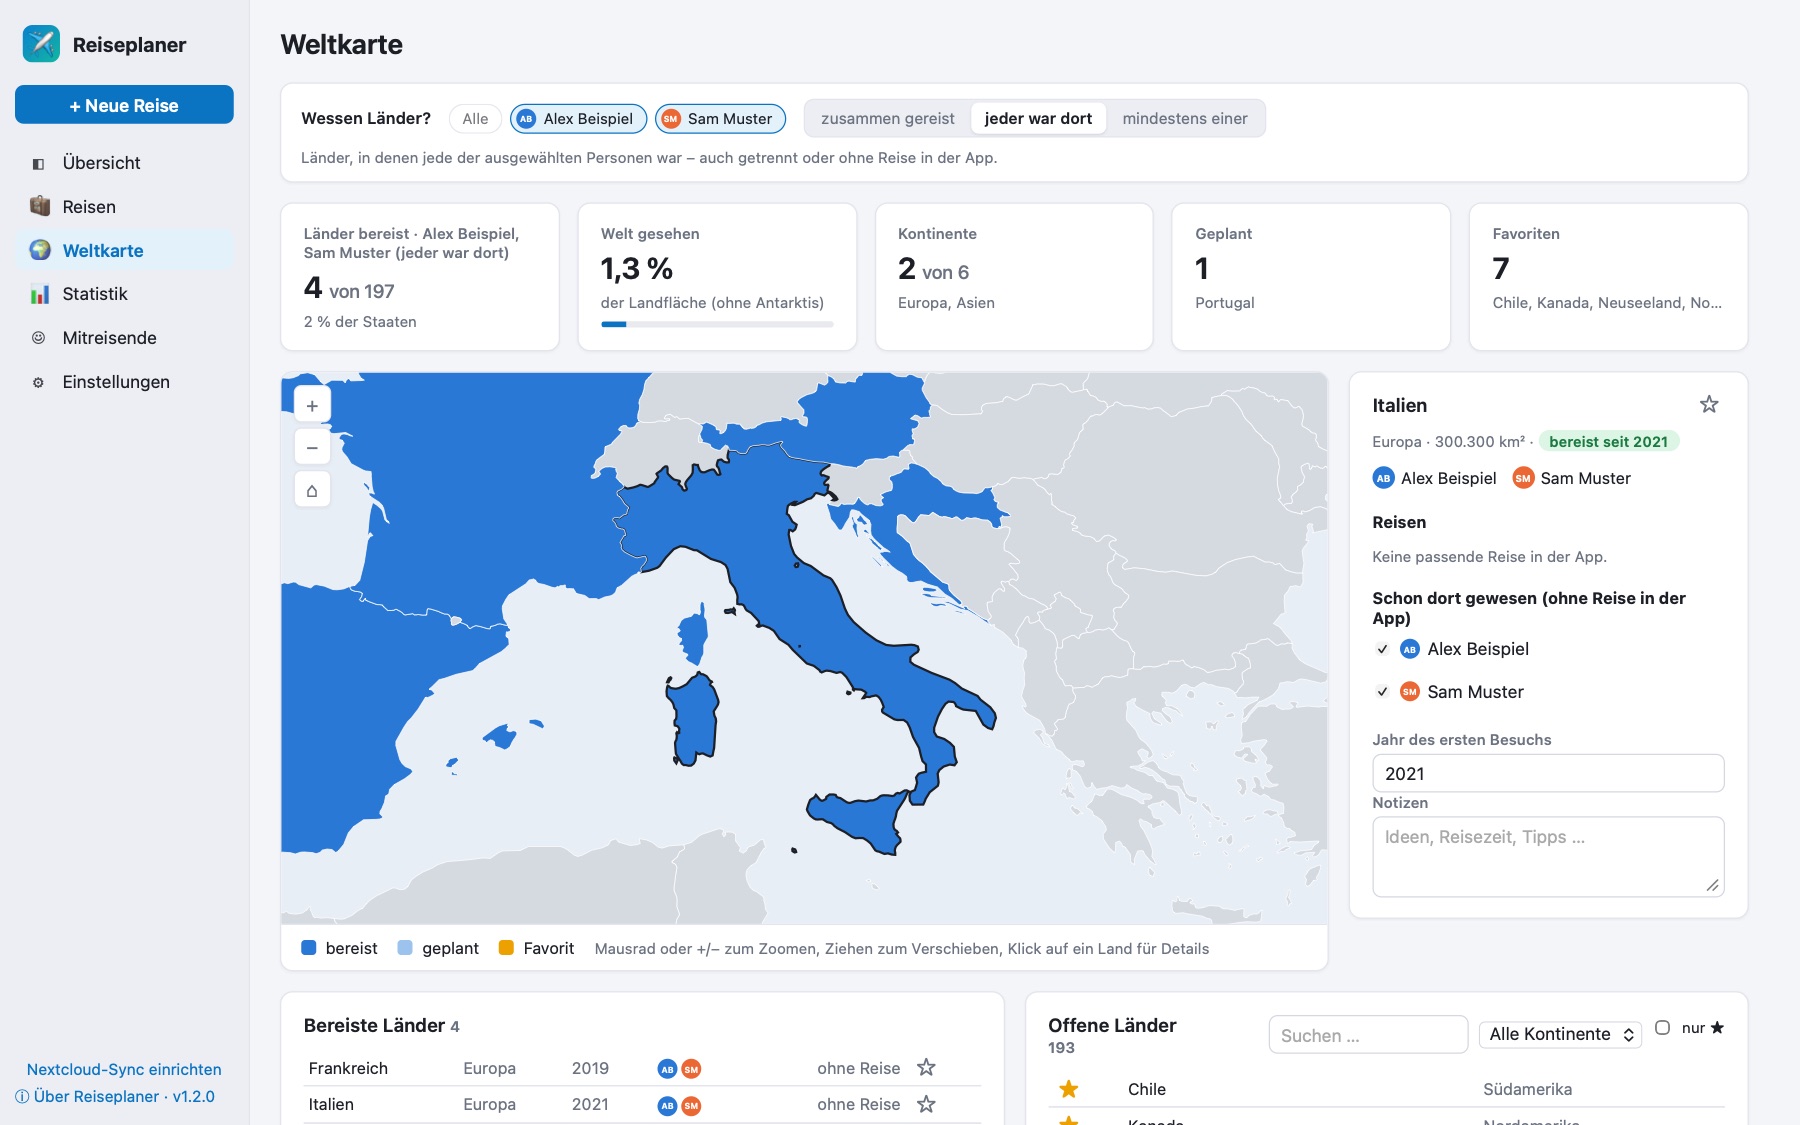 Reiseplaner
+ Neue Reise
Übersicht
Reisen
Weltkarte
Statistik
Mitreisende
Einstellungen
Nextcloud-Sync einrichten
ⓘ Über Reiseplaner · v1.2.0
Weltkarte
Wessen Länder? Alle AB Alex Beispiel SM Sam Muster zusammen gereist jeder war dort mindestens einer
Länder, in denen jede der ausgewählten Personen war – auch getrennt oder ohne Reise in der App.
Länder bereist · Alex Beispiel,
Sam Muster (jeder war dort)
4 von 197
2 % der Staaten
Welt gesehen
1,3 %
der Landfläche (ohne Antarktis)
Kontinente
2 von 6
Europa, Asien
Geplant
1
Portugal
Favoriten
7
Chile, Kanada, Neuseeland, No...
+
−
⌂
bereist geplant Favorit Mausrad oder +/− zum Zoomen, Ziehen zum Verschieben, Klick auf ein Land für Details
Italien ☆
Europa · 300.300 km² · bereist seit 2021
AB Alex Beispiel SM Sam Muster
Reisen
Keine passende Reise in der App.
Schon dort gewesen (ohne Reise in der
App)
✓ AB Alex Beispiel
✓ SM Sam Muster
Jahr des ersten Besuchs
2021
Notizen
Ideen, Reisezeit, Tipps ...
Bereiste Länder 4
Frankreich Europa 2019 AB SM ohne Reise ☆
Italien Europa 2021 AB SM ohne Reise ☆
Offene Länder
193
Suchen ... Alle Kontinente nur ★
★ Chile Südamerika
★ Kanada Nordamerika